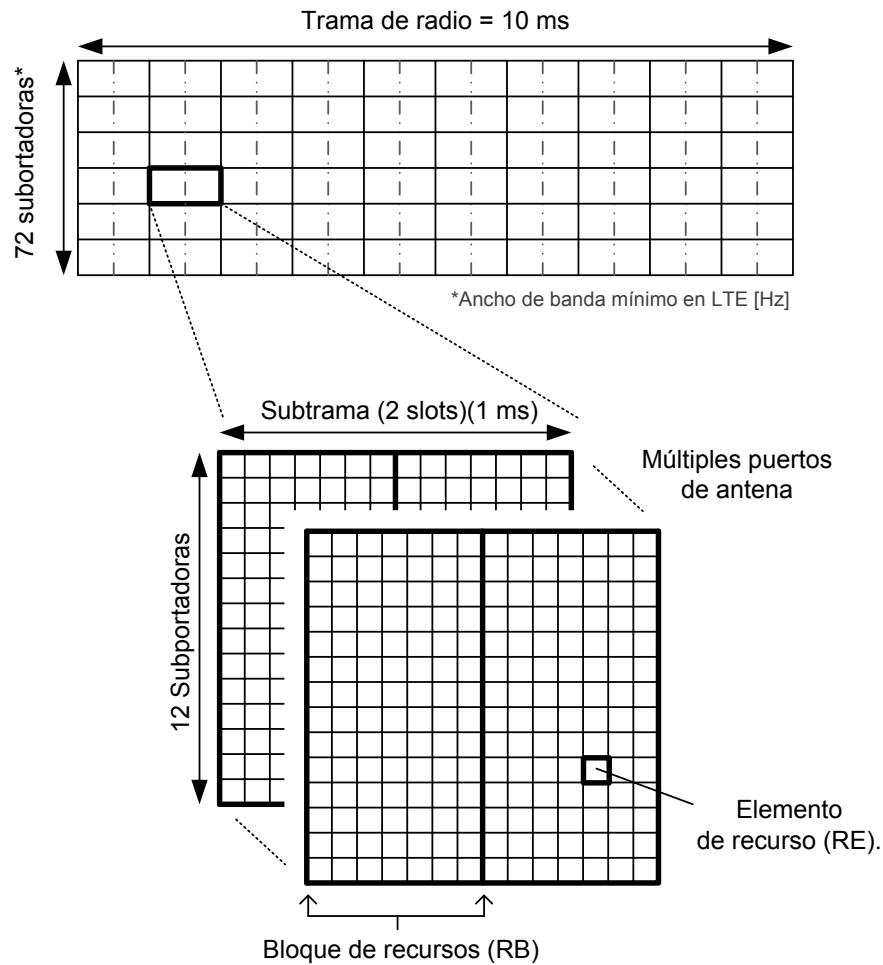 Trama de radio = 10 ms
72 subortadoras*
*Ancho de banda mínimo en LTE [Hz]
Subtrama (2 slots)(1 ms)
Múltiples puertos
de antena
12 Subportadoras
Elemento
de recurso (RE).
Bloque de recursos (RB)